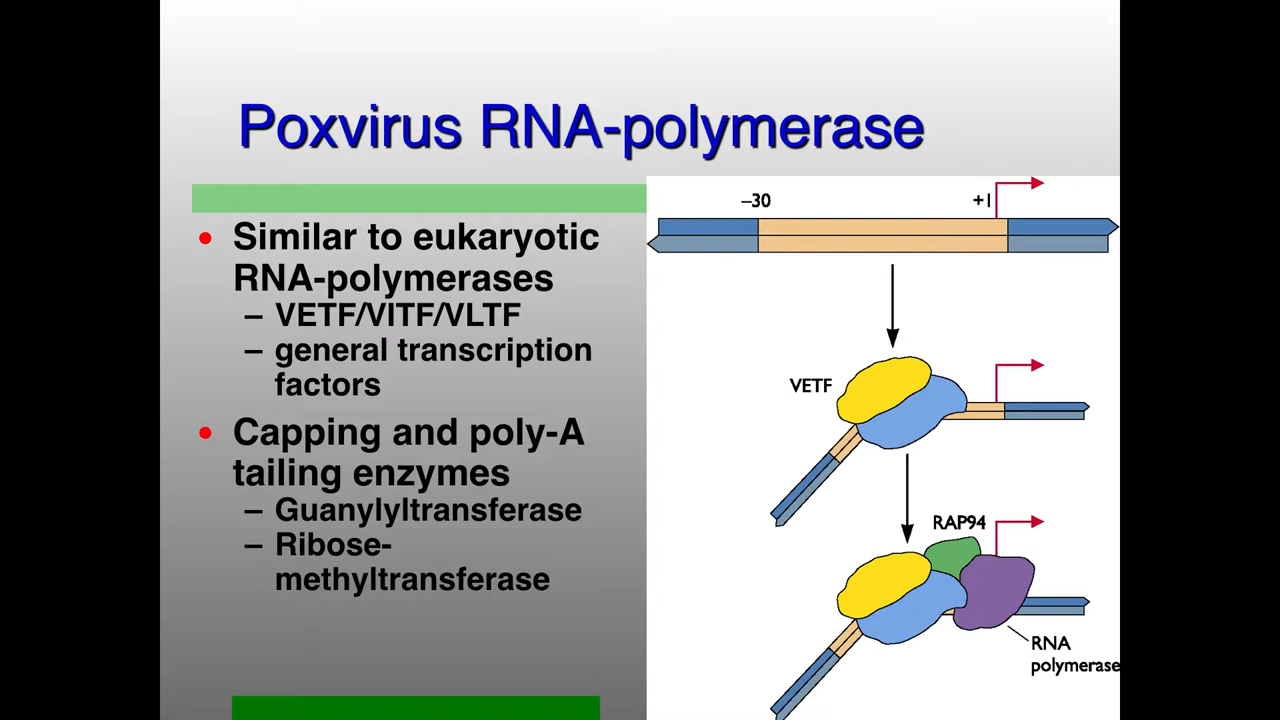 Poxvirus RNA-polymerase
• Similar to eukaryotic
RNA-polymerases
– VETF/VITF/VLTF
– general transcription
factors
• Capping and poly-A
tailing enzymes
– Guanylyltransferase
– Ribose-
methyltransferase
–30
+1
VETF
RAP94
RNA
polymerase